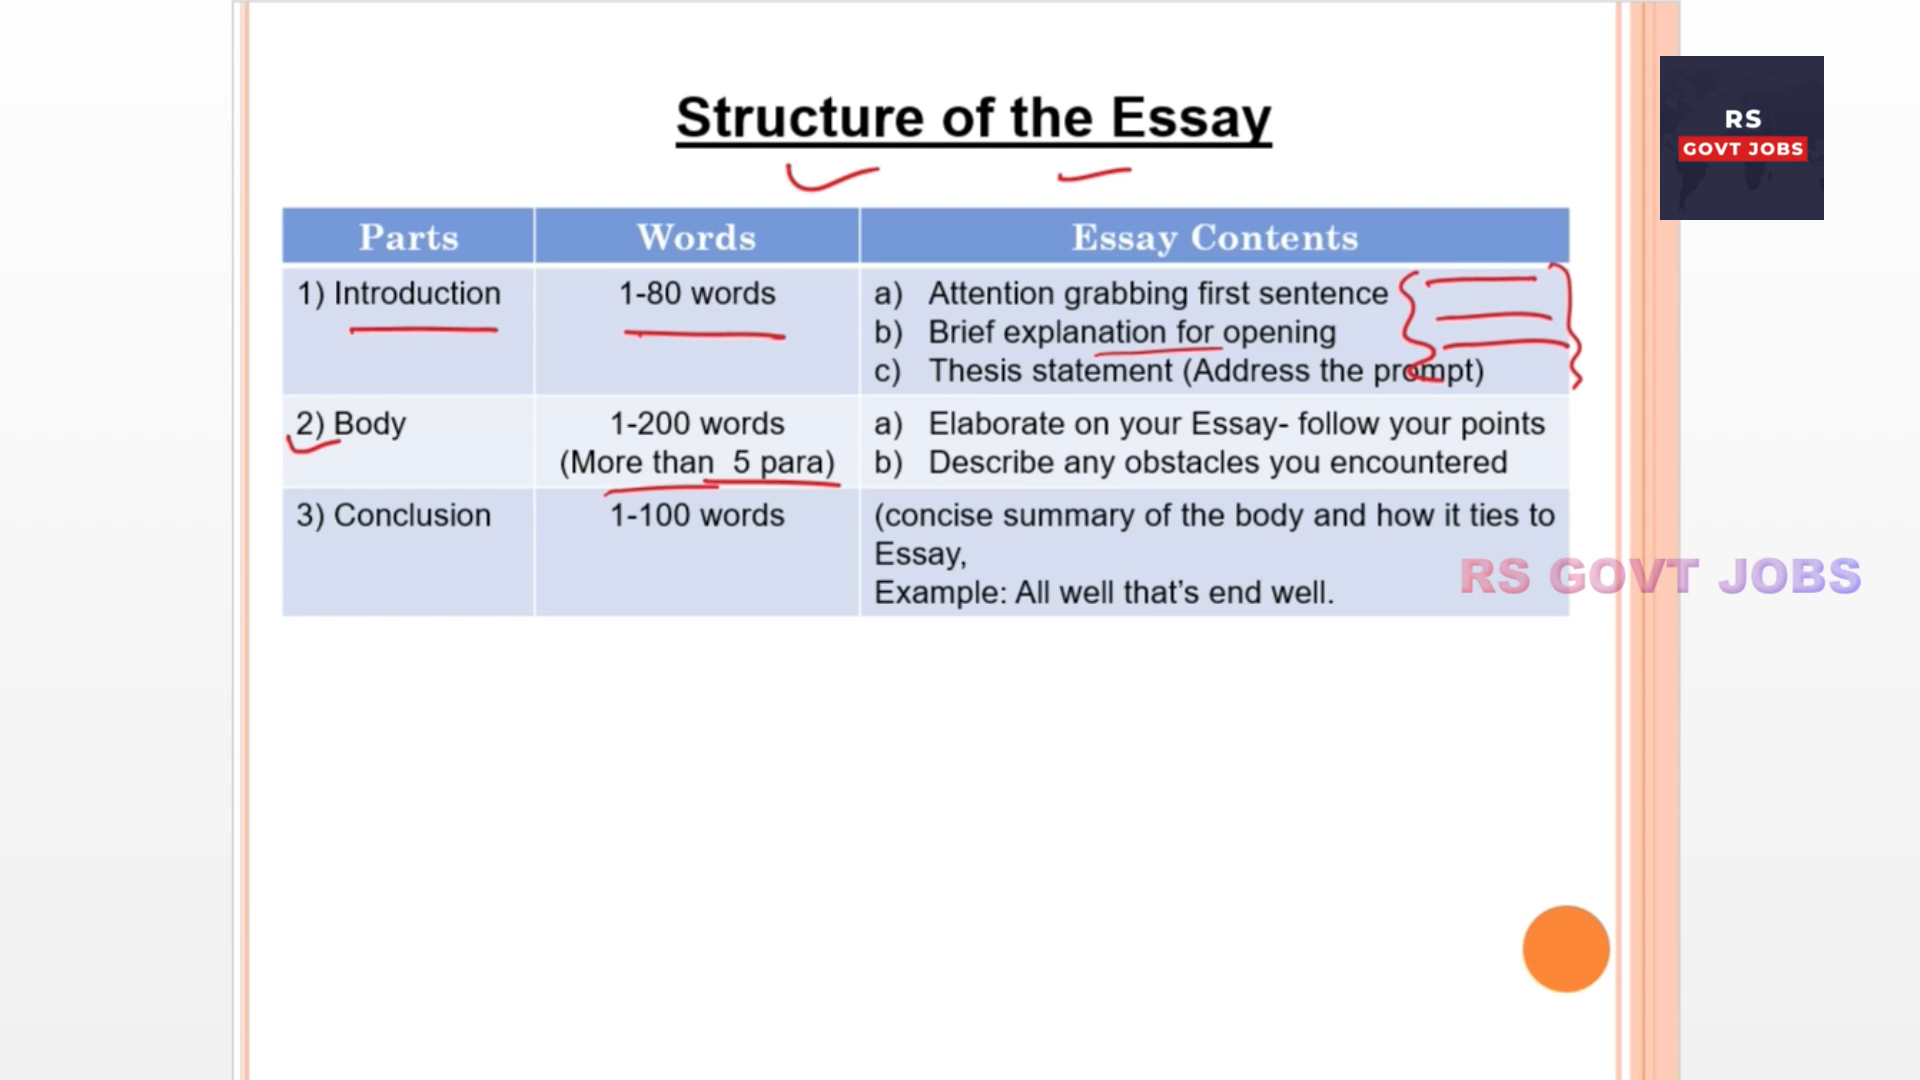 Structure of the Essay
RS
GOVT JOBS
Parts Words Essay Contents
1) Introduction 1-80 words a) Attention grabbing first sentence
b) Brief explanation for opening
c) Thesis statement (Address the prompt)
2) Body 1-200 words a) Elaborate on your Essay- follow your points
(More than 5 para) b) Describe any obstacles you encountered
3) Conclusion 1-100 words (concise summary of the body and how it ties to
Essay,
Example: All well that's end well.
RS GOVT JOBS